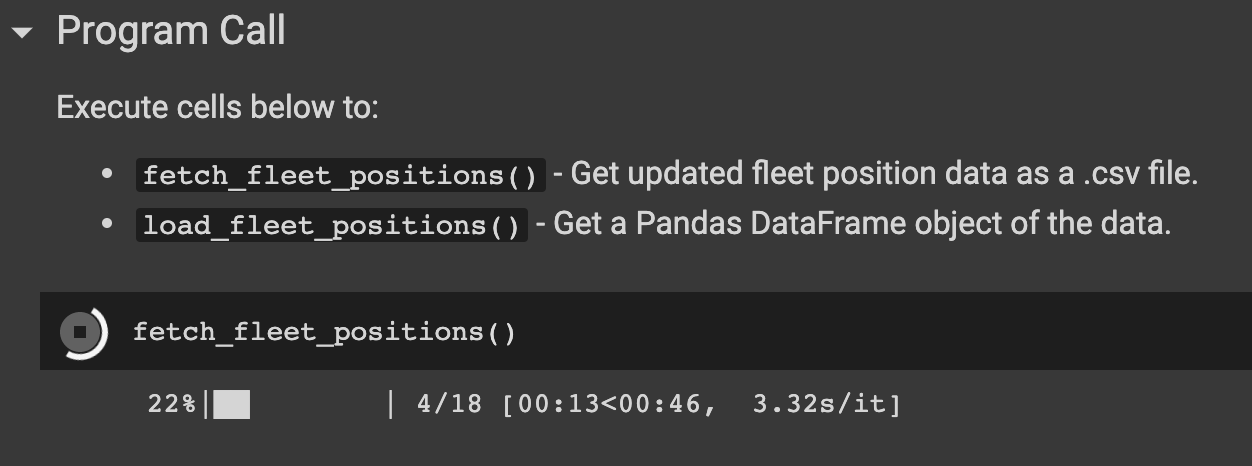 Program Call
Execute cells below to:
• fetch_fleet_positions() - Get updated fleet position data as a .csv file.
• load_fleet_positions() - Get a Pandas DataFrame object of the data.
fetch_fleet_positions()
22%|██        | 4/18 [00:13<00:46,  3.32s/it]